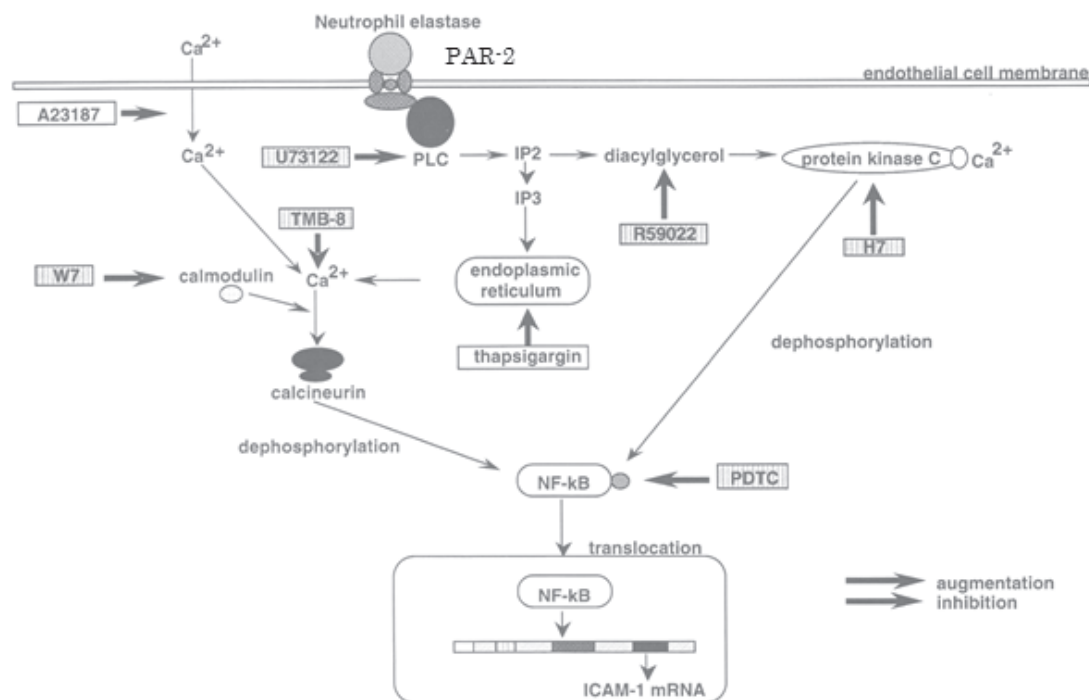 Neutrophil elastase
Ca2+
PAR-2
endothelial cell membrane
A23187
Ca2+
U73122
PLC
IP2
diacylglycerol
protein kinase C
Ca2+
IP3
TMB-8
R59022
H7
W7
calmodulin
Ca2+
endoplasmic
reticulum
thapsigargin
dephosphorylation
calcineurin
dephosphorylation
NF-kB
PDTC
translocation
NF-kB
augmentation
inhibition
ICAM-1 mRNA